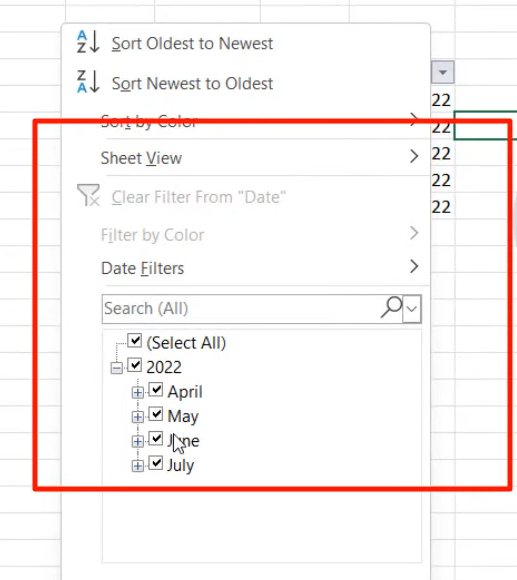 Sort Oldest to Newest
Sort Newest to Oldest
22
Sort by Color
22
Sheet View
22
Clear Filter From "Date"
22
Filter by Color
22
Date Filters
Search (All)
(Select All)
2022
April
May
June
July